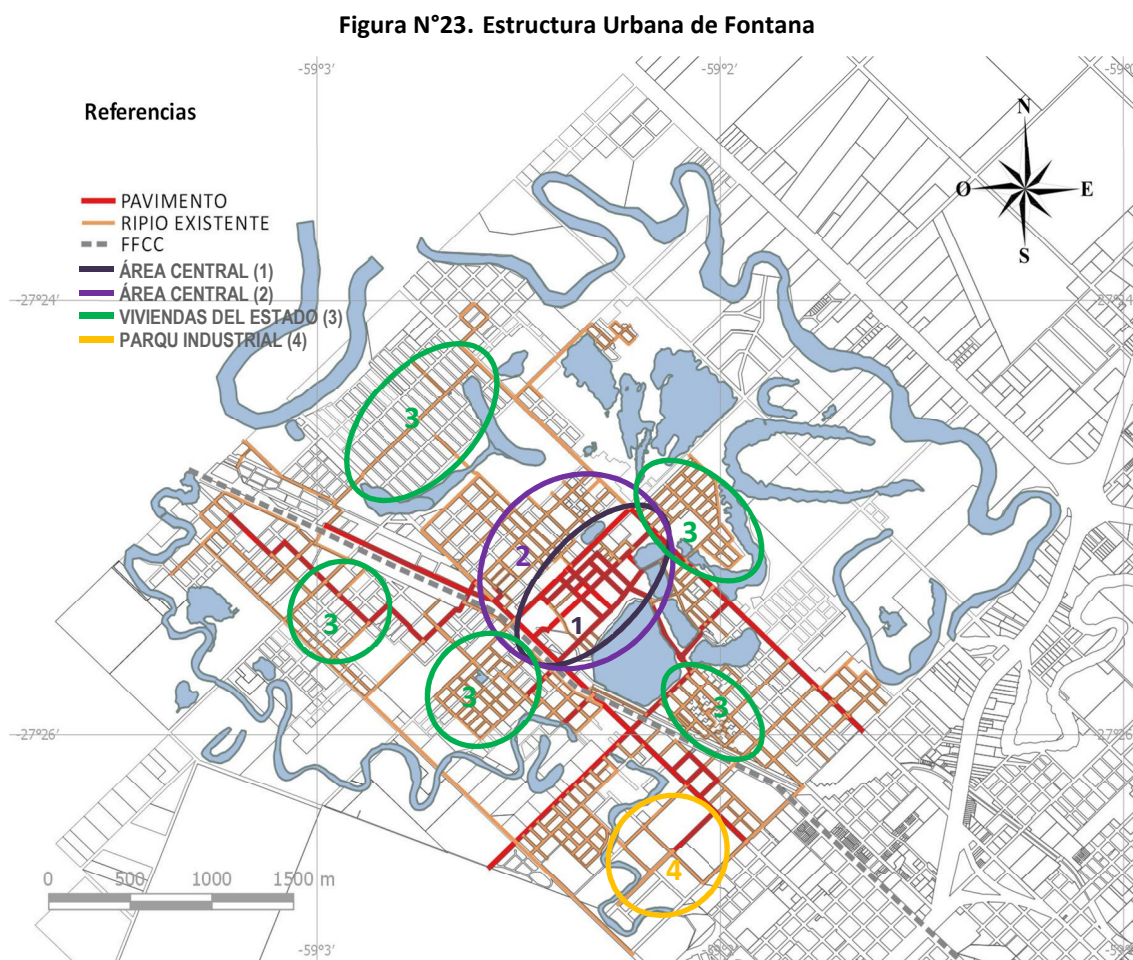 Figura N°23. Estructura Urbana de Fontana
-59°3′
-59°2′
Referencias
N
O
E
S
PAVIMENTO
RIPIO EXISTENTE
FFCC
ÁREA CENTRAL (1)
ÁREA CENTRAL (2)
VIVIENDAS DEL ESTADO (3)
PARQU INDUSTRIAL (4)
-27°24′
3
2
3
1
3
3
3
-27°26′
4
0 500 1000 1500 m
-59°3′